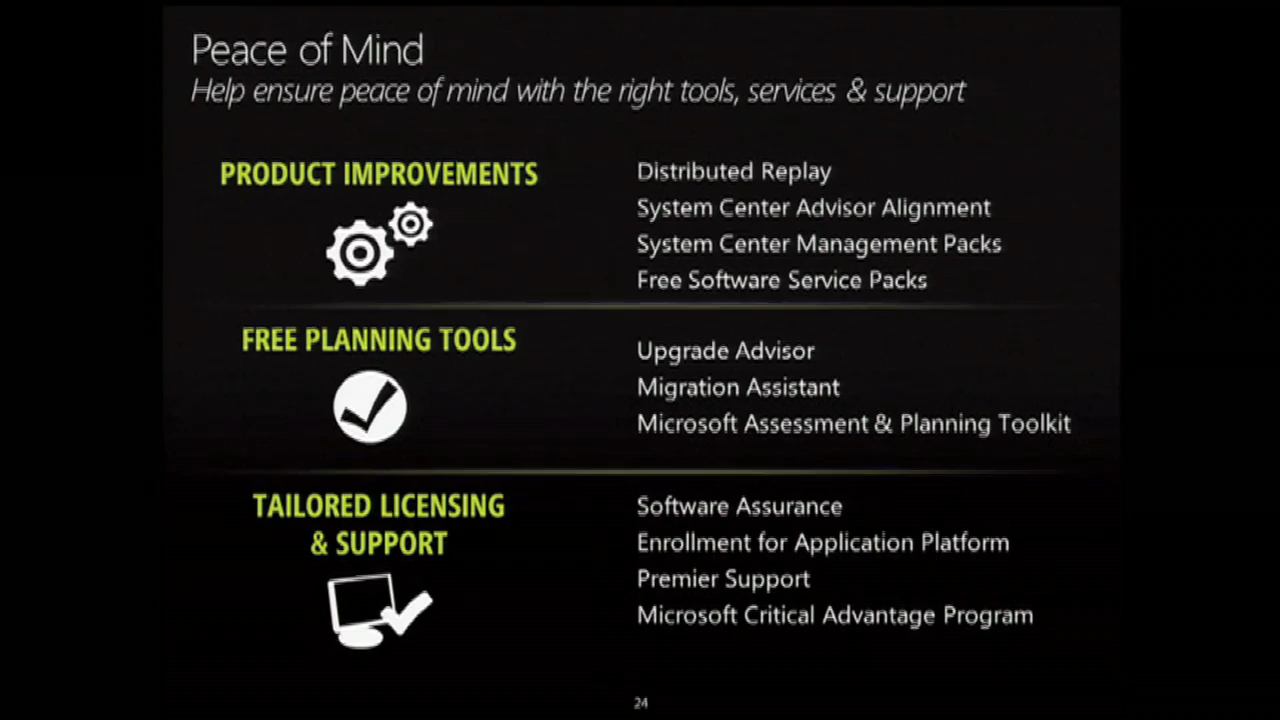 Peace of Mind
Help ensure peace of mind with the right tools, services & support
PRODUCT IMPROVEMENTS
Distributed Replay
System Center Advisor Alignment
System Center Management Packs
Free Software Service Packs
FREE PLANNING TOOLS
Upgrade Advisor
Migration Assistant
Microsoft Assessment & Planning Toolkit
TAILORED LICENSING
& SUPPORT
Software Assurance
Enrollment for Application Platform
Premier Support
Microsoft Critical Advantage Program
24